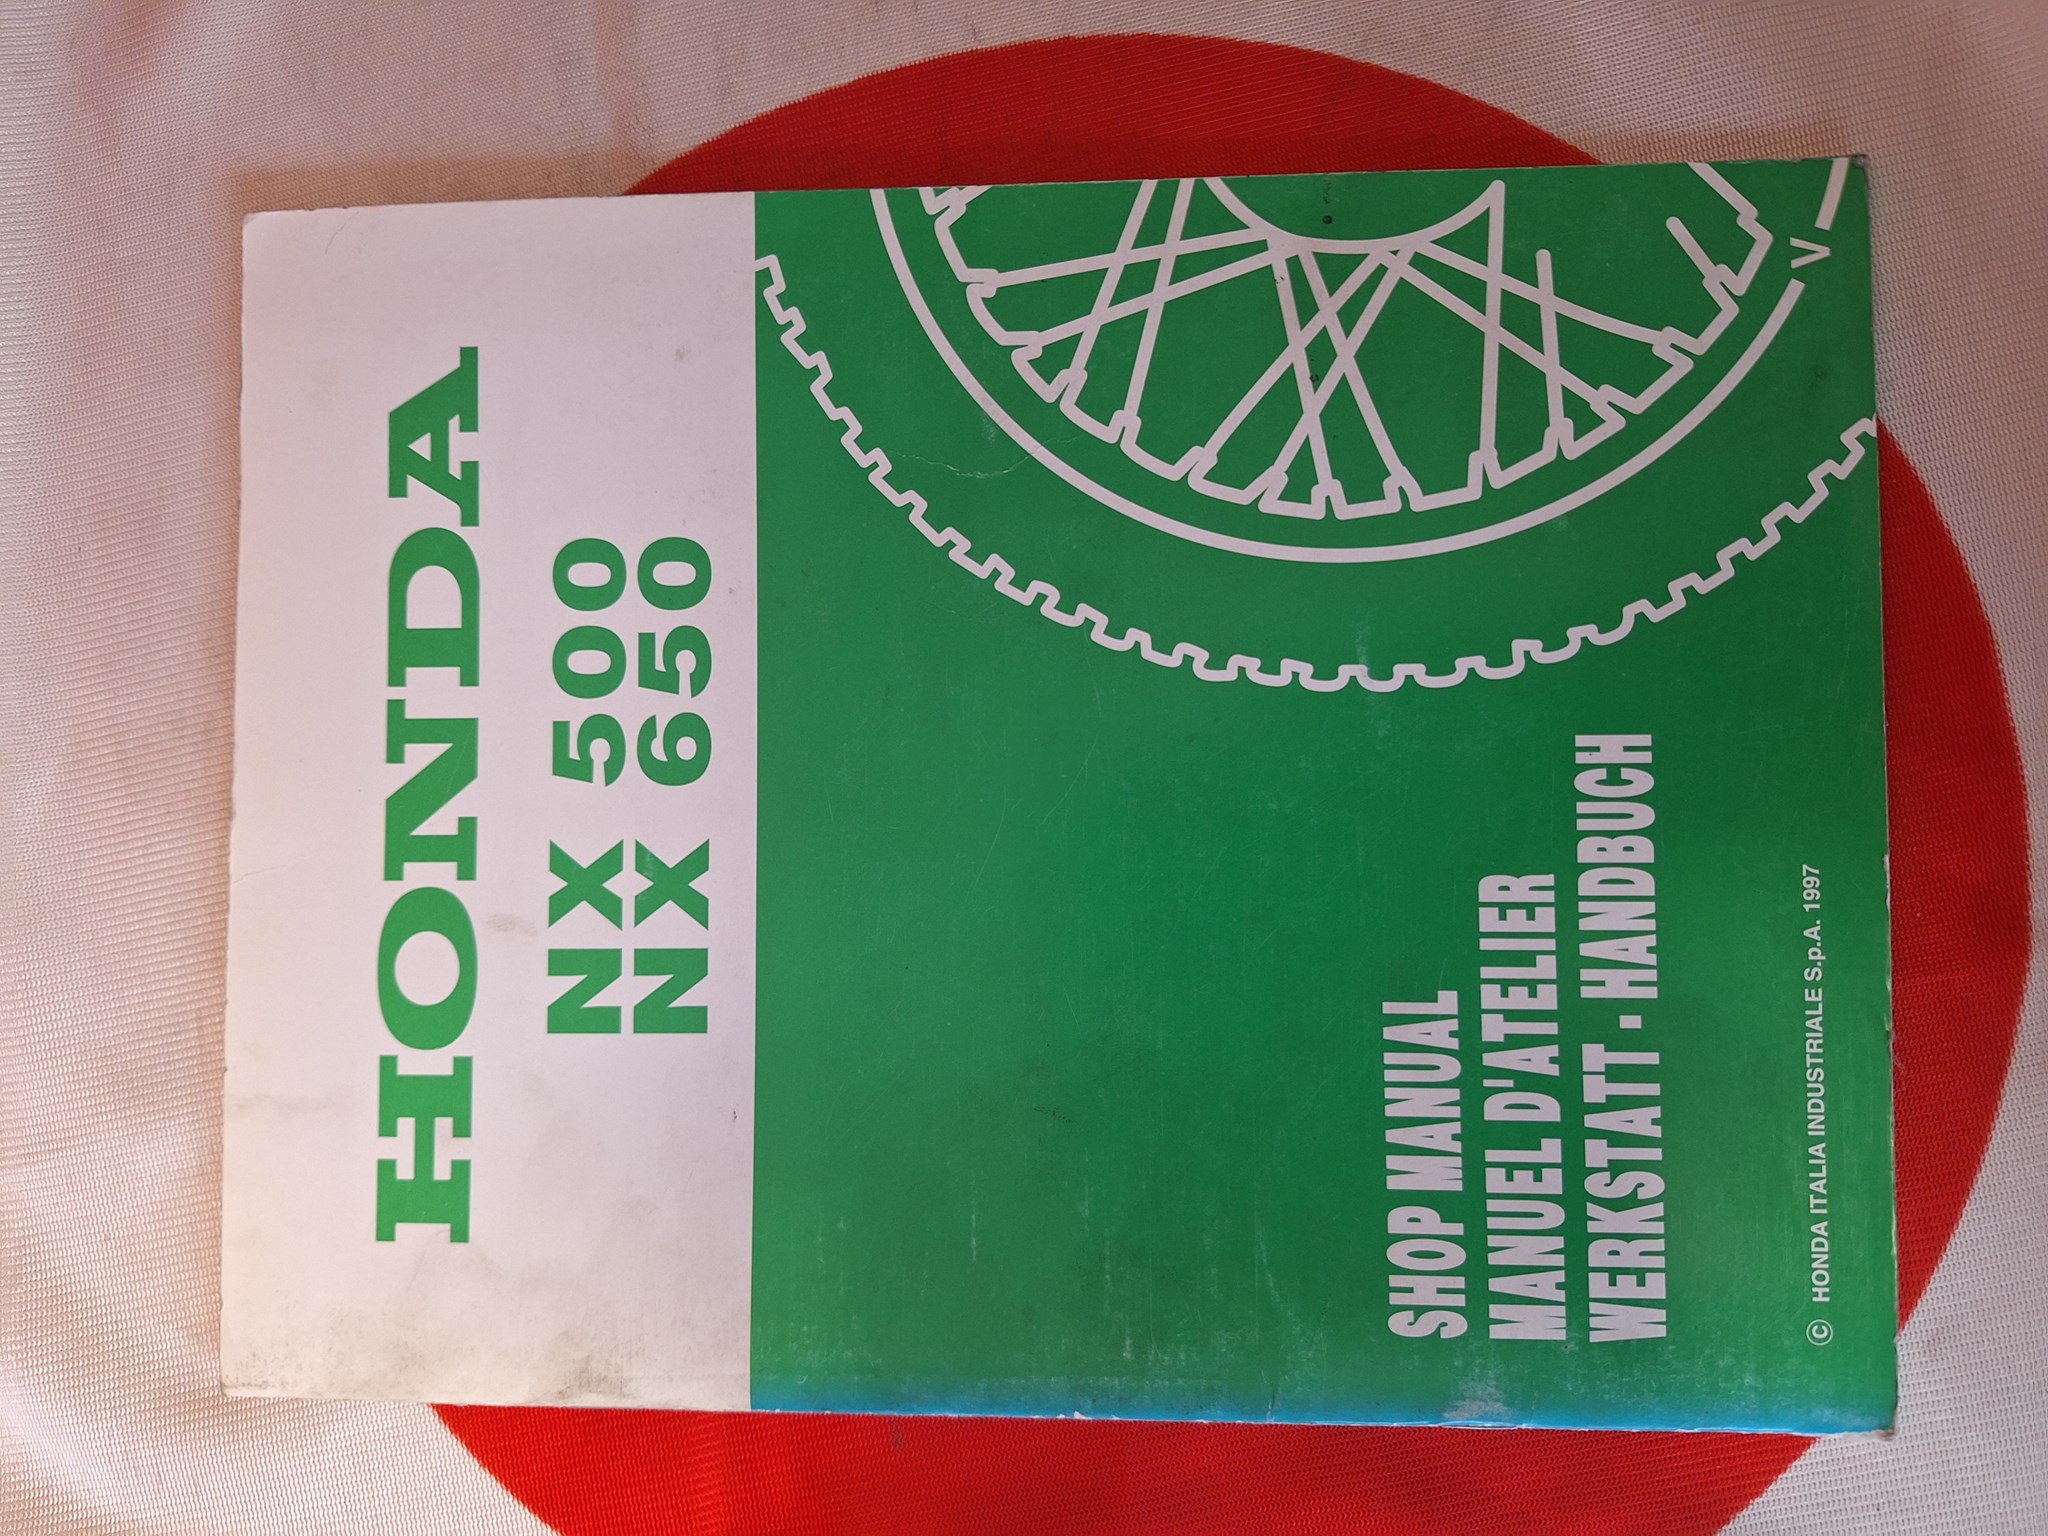 HONDA
NX 500
NX 650
V
SHOP MANUAL
MANUEL D'ATELIER
WERKSTATT - HANDBUCH
© HONDA ITALIA INDUSTRIALE S.p.A. 1997